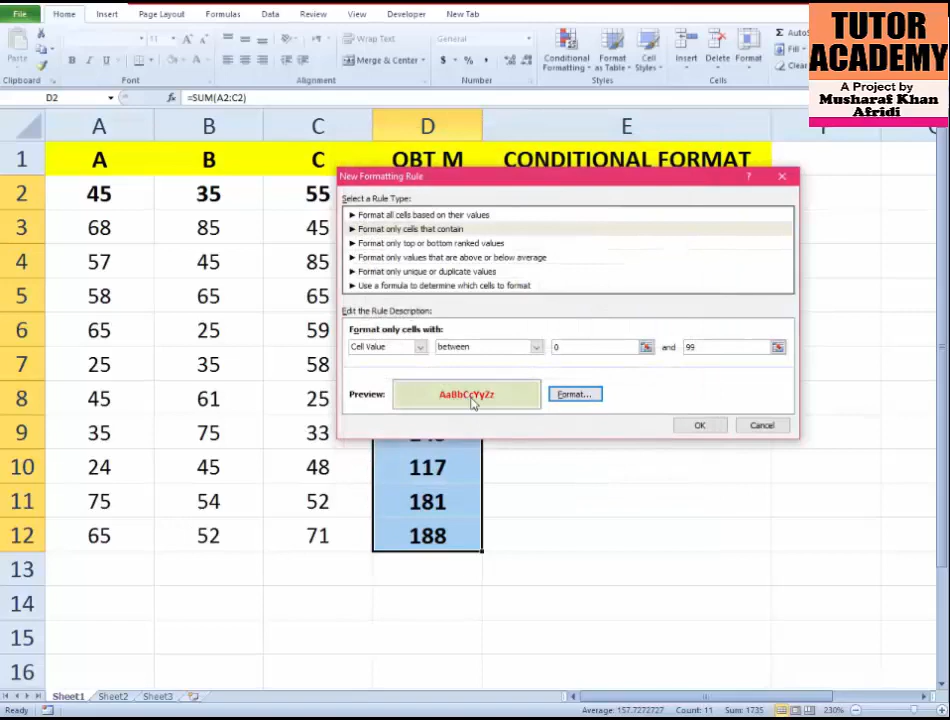 File Home Insert Page Layout Formulas Data Review View Developer New Tab
TUTOR
ACADEMY
A Project by
Musharaf Khan
Afridi
Paste
11 A A
Wrap Text
General
AutoS
B I U
Merge & Center
$ % ,
Conditional Formatting
Format as Table
Cell Styles
Insert Delete Format
Fill
Clear
Font Alignment Number Styles Cells
Clipboard
D2 fx =SUM(A2:C2)
A B C D E
1 A B C OBT M CONDITIONAL FORMAT
New Formatting Rule ?
2 45 35 55
Select a Rule Type:
► Format all cells based on their values
3 68 85 45
► Format only cells that contain
► Format only top or bottom ranked values
4 57 45 85
► Format only values that are above or below average
► Format only unique or duplicate values
► Use a formula to determine which cells to format
5 58 65 65
Edit the Rule Description:
6 65 25 59
Format only cells with:
Cell Value between 0 and 99
7 25 35 58
8 45 61 25
Preview: AaBbCcYyZz Format...
OK Cancel
9 35 75 33
10 24 45 48 117
11 75 54 52 181
12 65 52 71 188
13
14
15
16
Sheet1 Sheet2 Sheet3
Ready Average: 157.7272727 Count: 11 Sum: 1735 230%